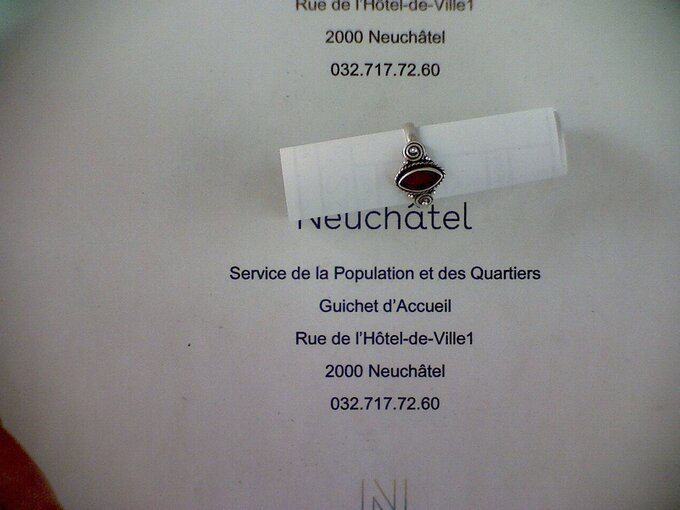 Rue de l'Hôtel-de-Ville1
2000 Neuchâtel
032.717.72.60
Neuchâtel
Service de la Population et des Quartiers
Guichet d'Accueil
Rue de l'Hôtel-de-Ville1
2000 Neuchâtel
032.717.72.60
N